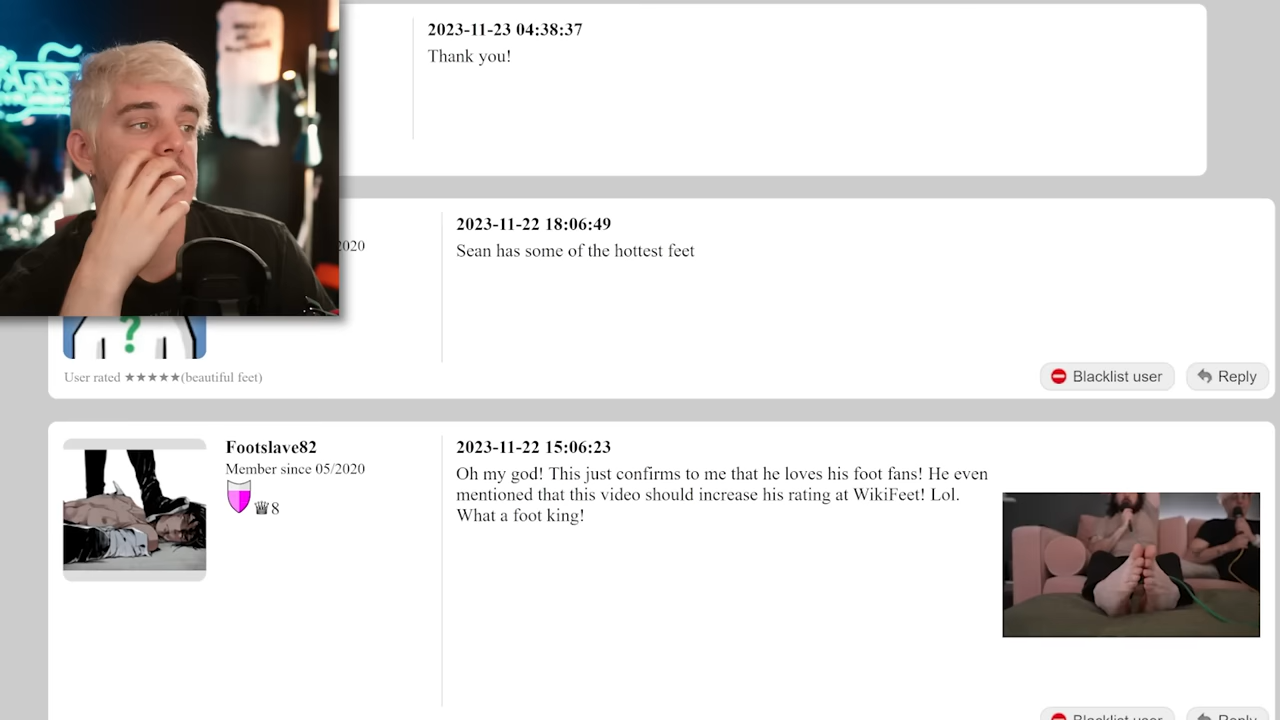 2023-11-23 04:38:37
Thank you!
2023-11-22 18:06:49
2020
Sean has some of the hottest feet
?
User rated ★★★★★(beautiful feet)
Blacklist user
Reply
Footslave82
2023-11-22 15:06:23
Member since 05/2020
8
Oh my god! This just confirms to me that he loves his foot fans! He even
mentioned that this video should increase his rating at WikiFeet! Lol.
What a foot king!
Blacklist user
Reply